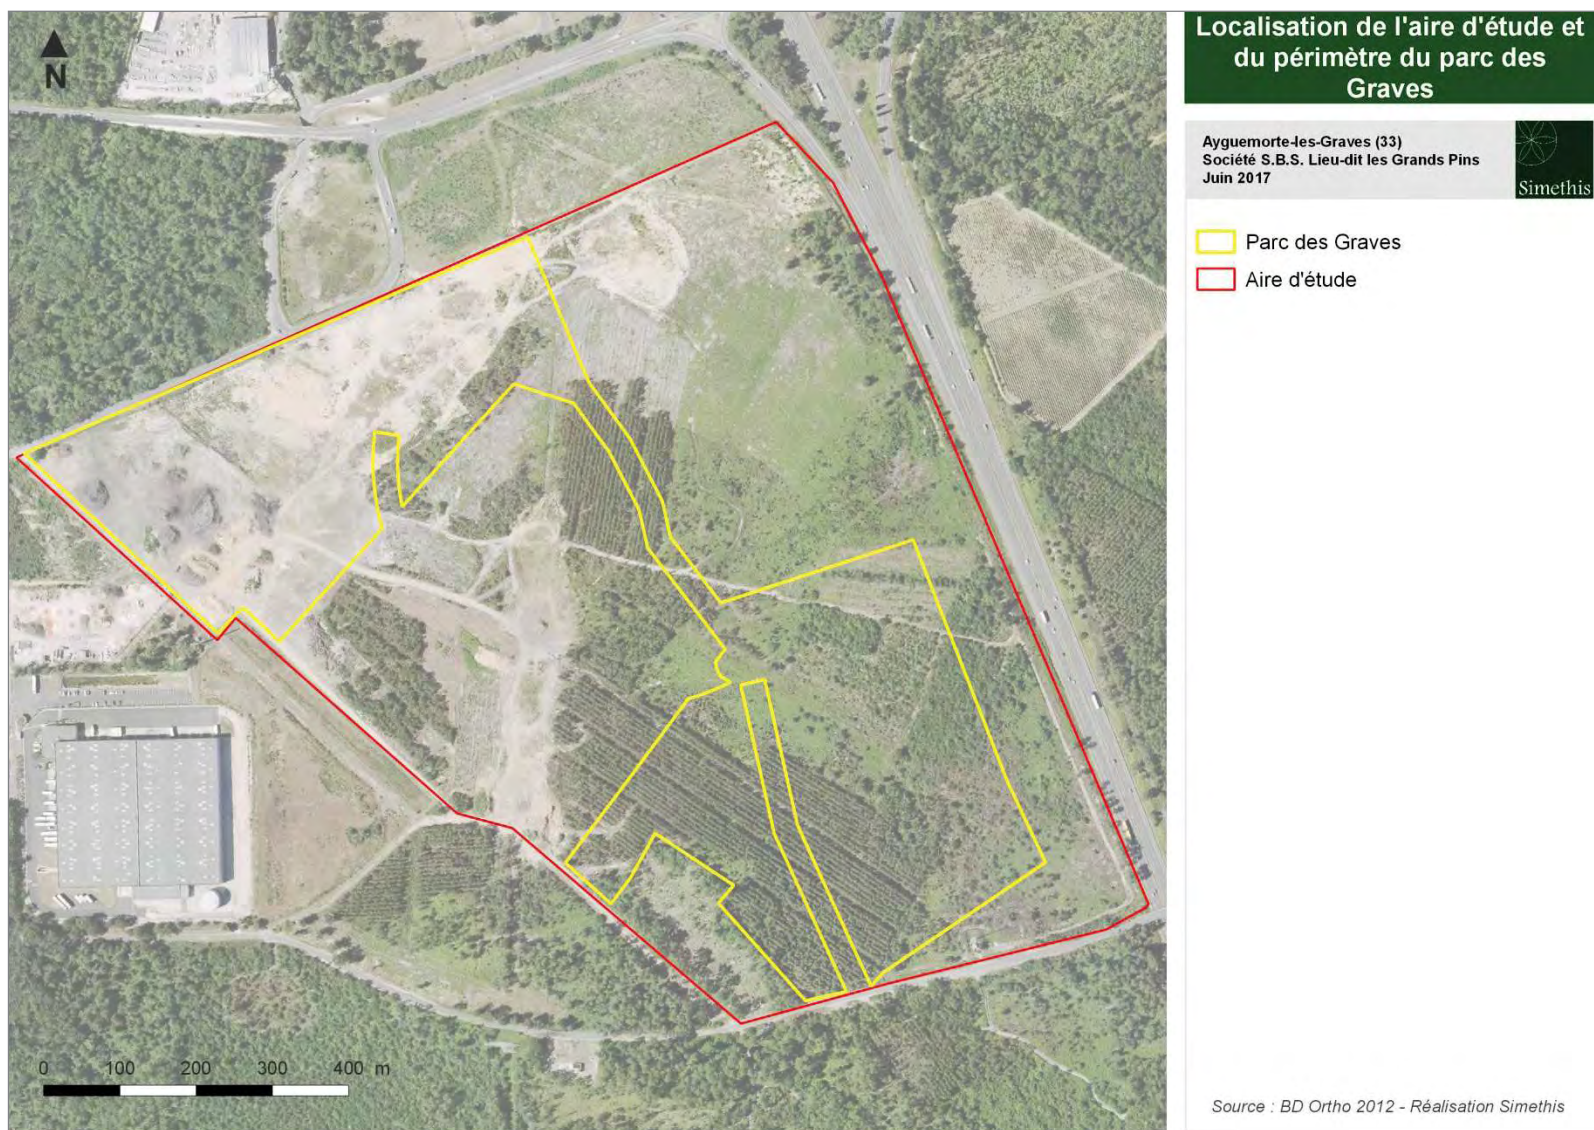 Localisation de l'aire d'étude et
du périmètre du parc des
Graves
Ayguemorte-les-Graves (33)
Société S.B.S. Lieu-dit les Grands Pins
Juin 2017
Simethis
Parc des Graves
Aire d'étude
N
0 100 200 300 400 m
Source : BD Ortho 2012 - Réalisation Simethis